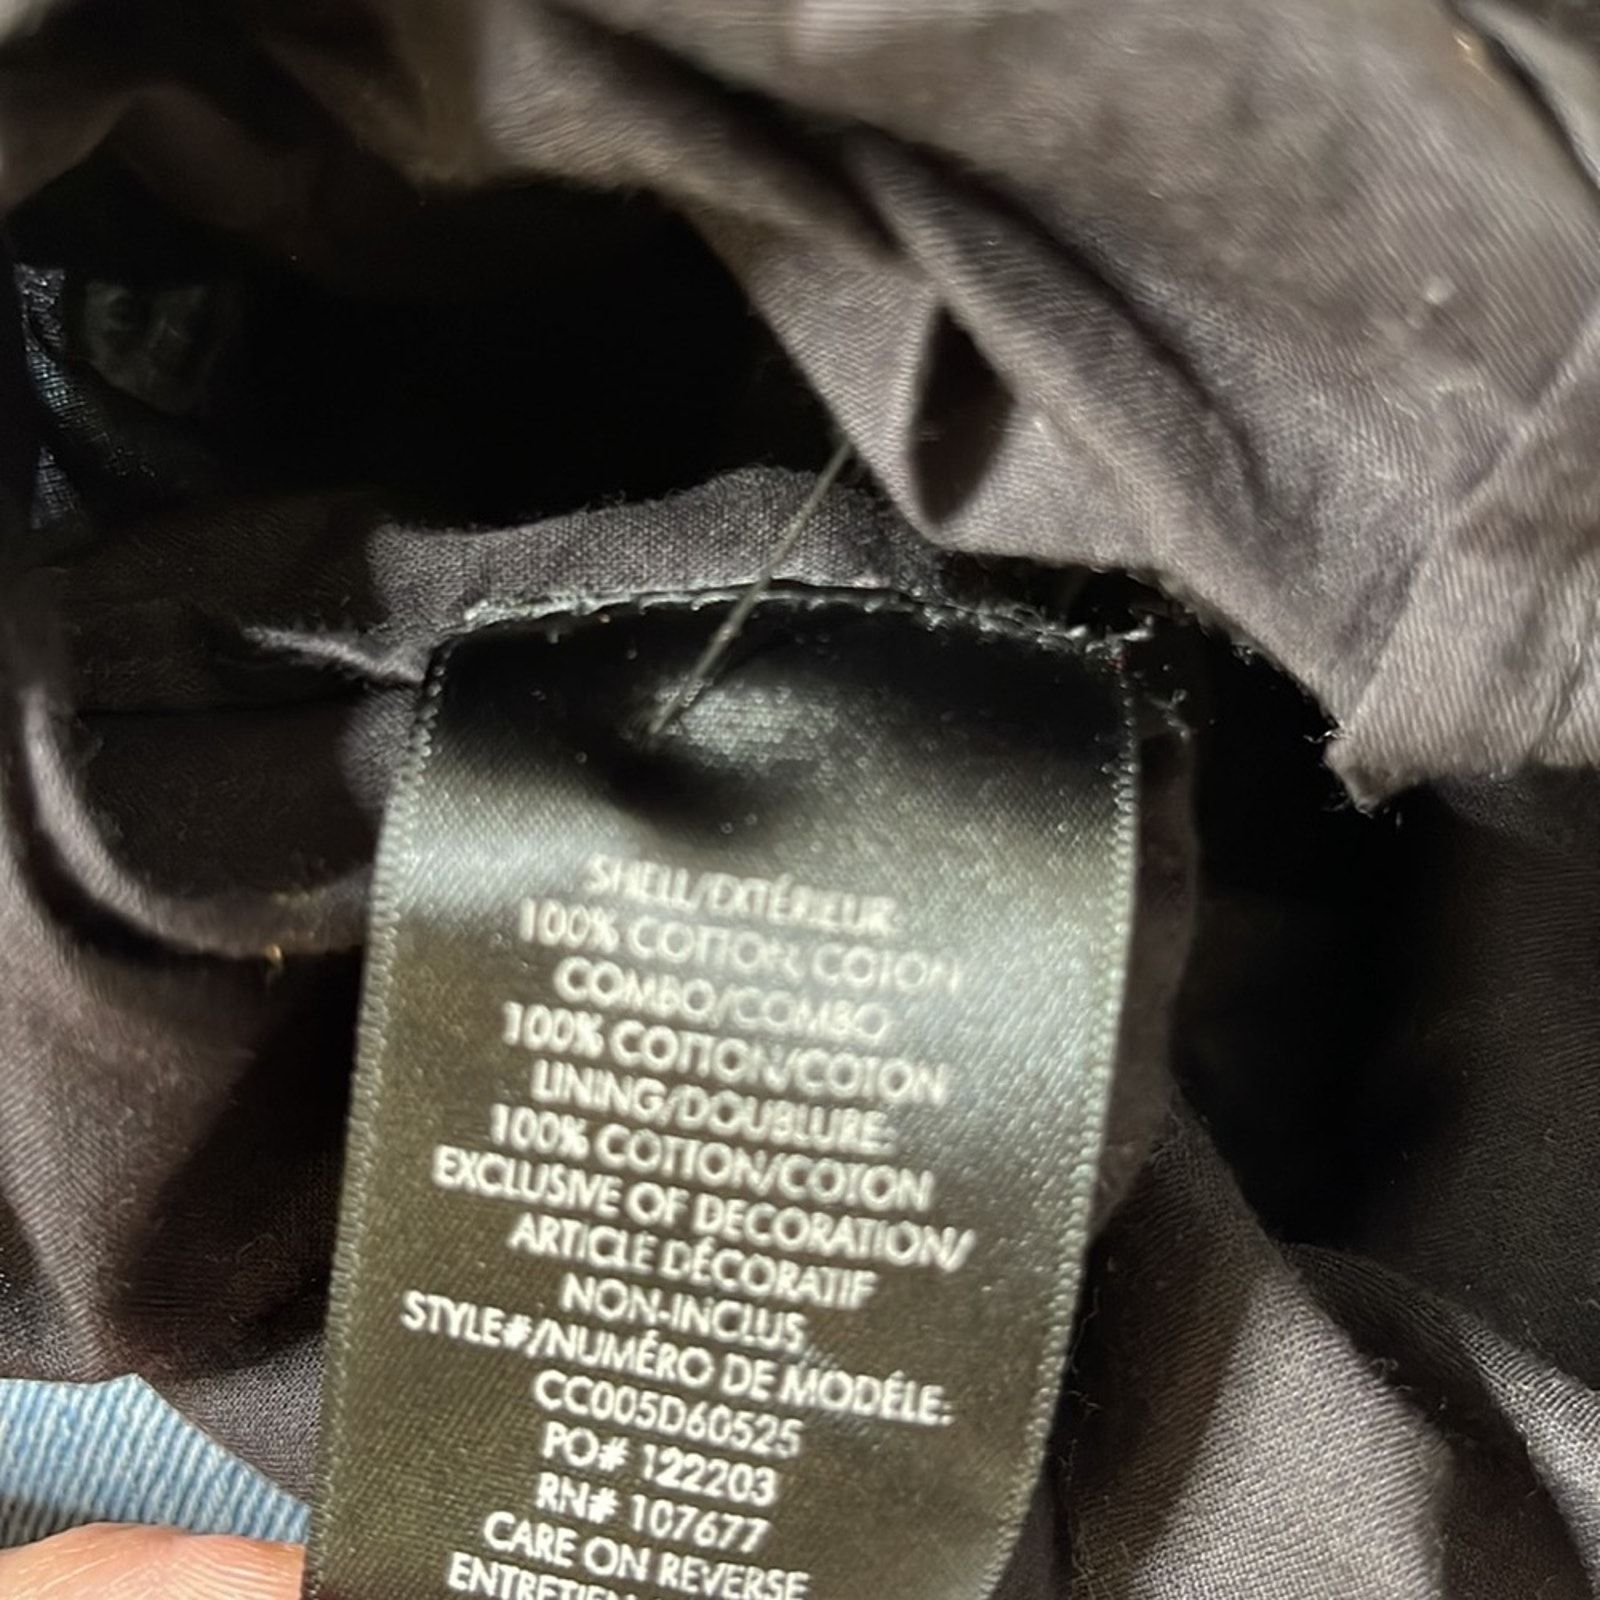 SHELL/EXTÉRIEUR
100% COTTON, COTON
COMBO/COMBO
100% COTTON/COTON
LINING/DOUBLURE:
100% COTTON/COTON
EXCLUSIVE OF DECORATION/
ARTICLE DÉCORATIF
NON-INCLUS
STYLE#/NUMÉRO DE MODÈLE:
CC005D60525
PO# 122203
RN# 107677
CARE ON REVERSE
ENTRETIEN